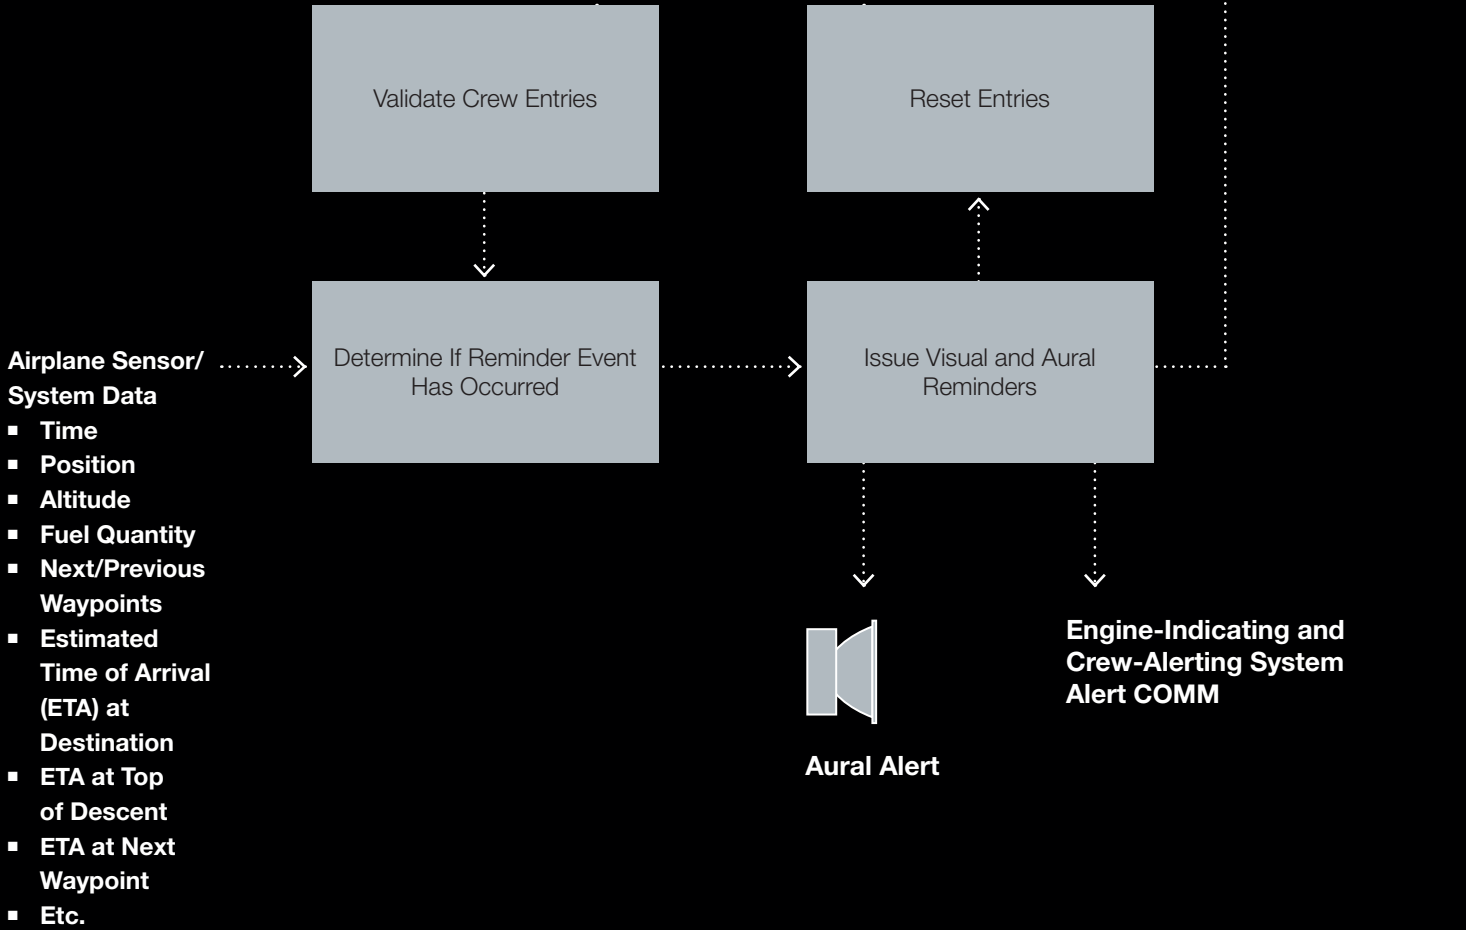 Validate Crew Entries
Reset Entries
Determine If Reminder Event
Has Occurred
Issue Visual and Aural
Reminders
Airplane Sensor/
System Data
▪ Time
▪ Position
▪ Altitude
▪ Fuel Quantity
▪ Next/Previous
Waypoints
▪ Estimated
Time of Arrival
(ETA) at
Destination
▪ ETA at Top
of Descent
▪ ETA at Next
Waypoint
▪ Etc.
Aural Alert
Engine-Indicating and
Crew-Alerting System
Alert COMM